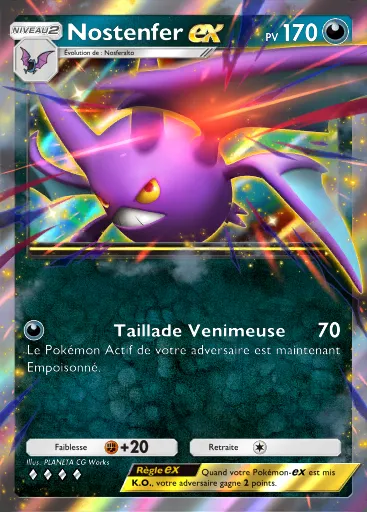 NIVEAU 2
Nostenfer ex
PV 170
Évolution de : Nosferalto
Taillade Venimeuse 70
Le Pokémon Actif de votre adversaire est maintenant
Empoisonné.
Faiblesse +20
Retraite
Illus. PLANETA CG Works
Règle ex
Quand votre Pokémon-ex est mis
K.O., votre adversaire gagne 2 points.